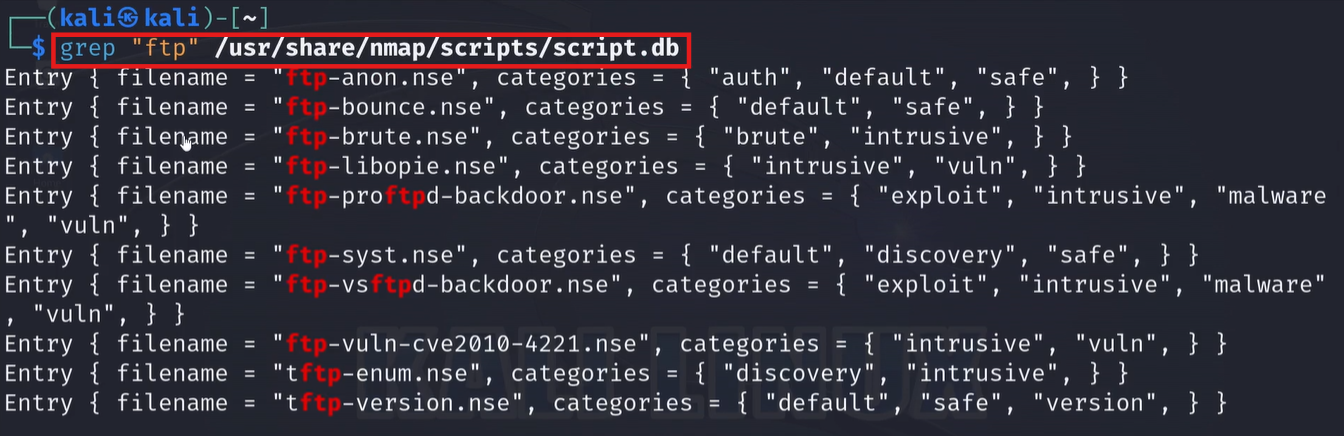 ┌──(kali㉿kali)-[~]
└─$ grep "ftp" /usr/share/nmap/scripts/script.db
Entry { filename = "ftp-anon.nse", categories = { "auth", "default", "safe", } }
Entry { filename = "ftp-bounce.nse", categories = { "default", "safe", } }
Entry { filename = "ftp-brute.nse", categories = { "brute", "intrusive", } }
Entry { filename = "ftp-libopie.nse", categories = { "intrusive", "vuln", } }
Entry { filename = "ftp-proftpd-backdoor.nse", categories = { "exploit", "intrusive", "malware
", "vuln", } }
Entry { filename = "ftp-syst.nse", categories = { "default", "discovery", "safe", } }
Entry { filename = "ftp-vsftpd-backdoor.nse", categories = { "exploit", "intrusive", "malware"
, "vuln", } }
Entry { filename = "ftp-vuln-cve2010-4221.nse", categories = { "intrusive", "vuln", } }
Entry { filename = "tftp-enum.nse", categories = { "discovery", "intrusive", } }
Entry { filename = "tftp-version.nse", categories = { "default", "safe", "version", } }